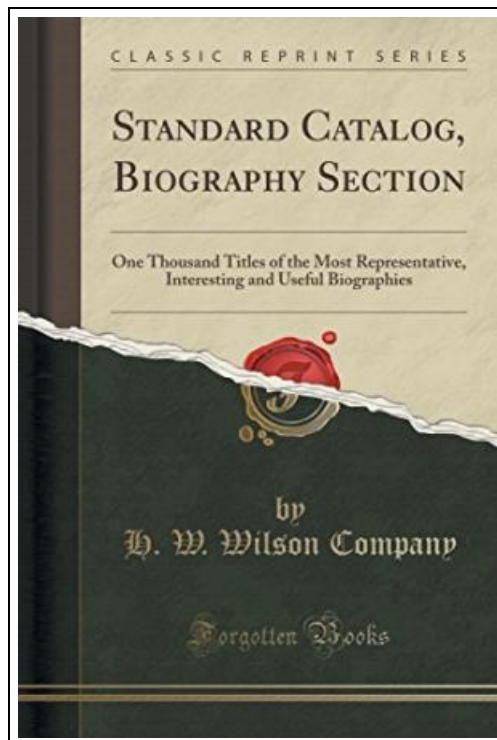 CLASSIC REPRINT SERIES
STANDARD CATALOG,
BIOGRAPHY SECTION
One Thousand Titles of the Most Representative,
Interesting and Useful Biographies
by
H. W. Wilson Company
Forgotten Books